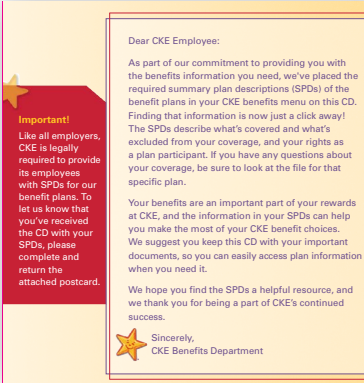 Important!
Like all employers,
CKE is legally
required to provide
its employees
with SPDs for our
benefit plans. To
let us know that
you've received
the CD with your
SPDs, please
complete and
return the
attached postcard.
Dear CKE Employee:
As part of our commitment to providing you with
the benefits information you need, we've placed the
required summary plan descriptions (SPDs) of the
benefit plans in your CKE benefits menu on this CD.
Finding that information is now just a click away!
The SPDs describe what's covered and what's
excluded from your coverage, and your rights as
a plan participant. If you have any questions about
your coverage, be sure to look at the file for that
specific plan.
Your benefits are an important part of your rewards
at CKE, and the information in your SPDs can help
you make the most of your CKE benefit choices.
We suggest you keep this CD with your important
documents, so you can easily access plan information
when you need it.
We hope you find the SPDs a helpful resource, and
we thank you for being a part of CKE's continued
success.
Sincerely,
CKE Benefits Department